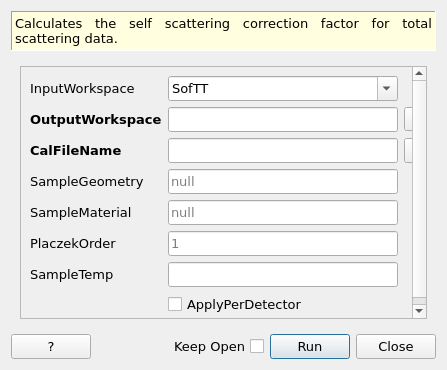 Calculates the self scattering correction factor for total
scattering data.
InputWorkspace SofTT
OutputWorkspace
CalFileName
SampleGeometry null
SampleMaterial null
PlaczekOrder 1
SampleTemp
ApplyPerDetector
? Keep Open Run Close